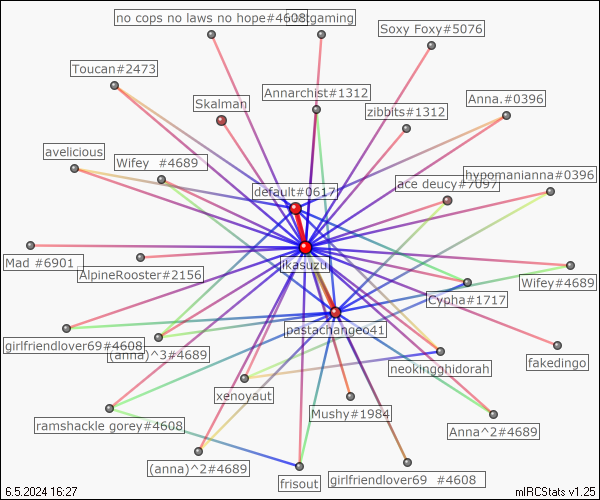 no cops no laws no hope#4608
gaming
Soxy Foxy#5076
Toucan#2473
Annarchist#1312
Skalman
zibbits#1312
Anna.#0396
avelicious
Wifey #4689
default#0617
ace deucy#7097
hypomanianna#0396
Mad #6901
AlpineRooster#2156
ikasuzu
Cypha#1717
Wifey#4689
girlfriendlover69#4608
(anna)^3#4689
pastachangeo41
neokingghidorah
fakedingo
xenoyaut
Mushy#1984
ramshackle gorey#4608
Anna^2#4689
(anna)^2#4689
frisout
girlfriendlover69 #4608
6.5.2024 16:27
mIRCStats v1.25